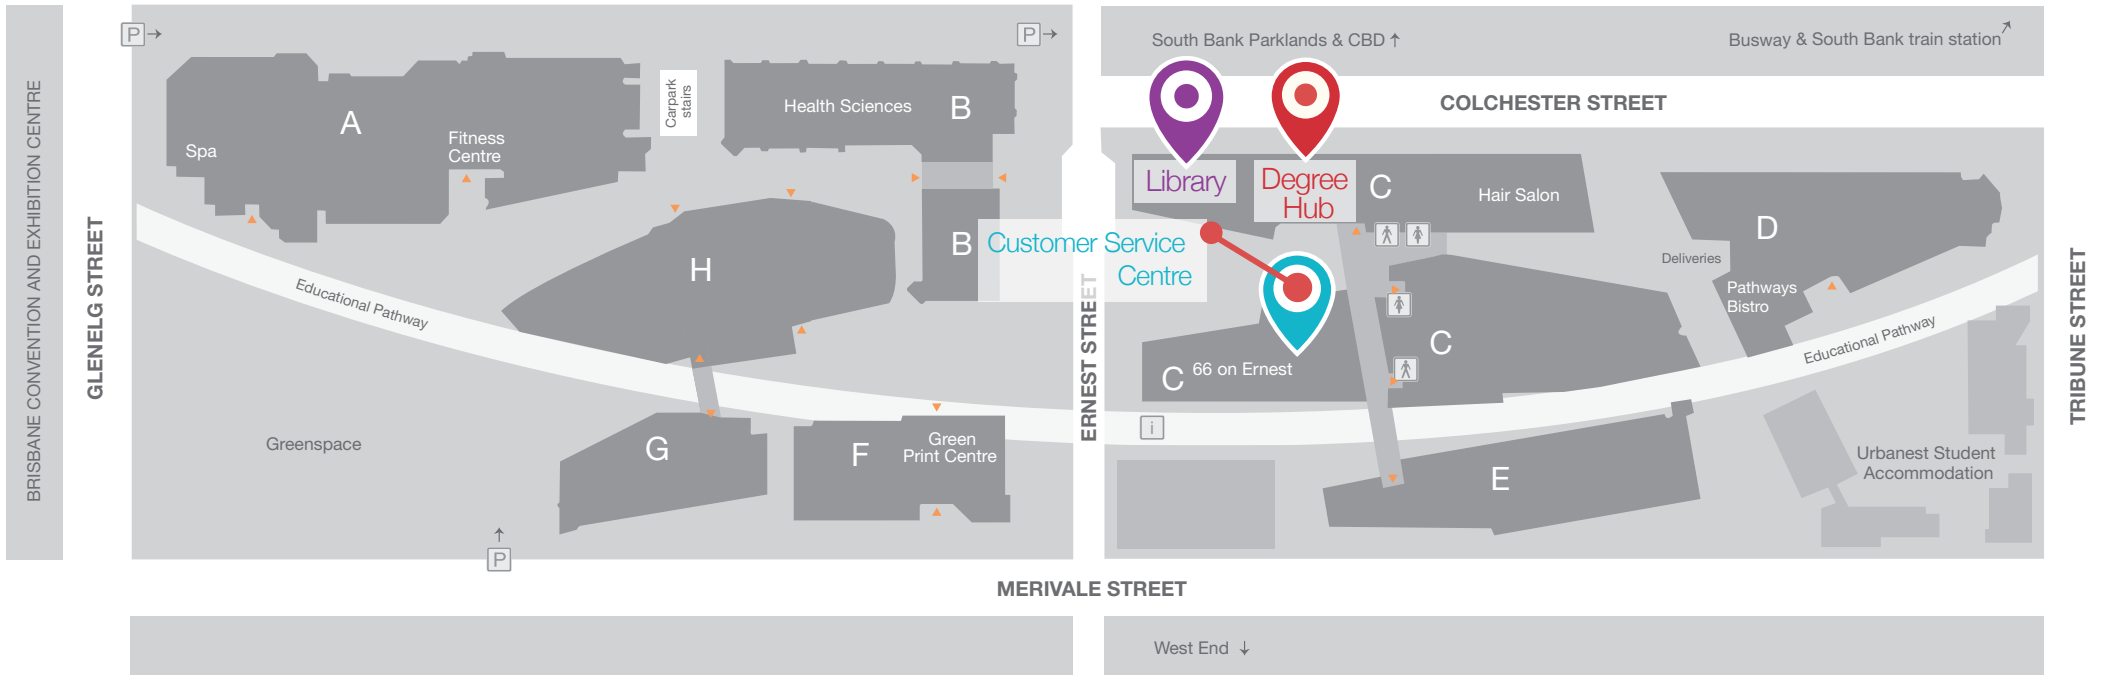 P
P
South Bank Parklands & CBD
Busway & South Bank train station
COLCHESTER STREET
BRISBANE CONVENTION AND EXHIBITION CENTRE
GLENELG STREET
A
Spa
Fitness
Centre
Carpark
stairs
Health Sciences
B
B
H
Educational Pathway
Greenspace
G
F
Green
Print Centre
P
ERNEST STREET
Library
Degree
Hub
C
Hair Salon
Customer Service
Centre
C
66 on Ernest
C
D
Deliveries
Pathways
Bistro
Educational Pathway
i
E
Urbanest Student
Accommodation
TRIBUNE STREET
MERIVALE STREET
West End